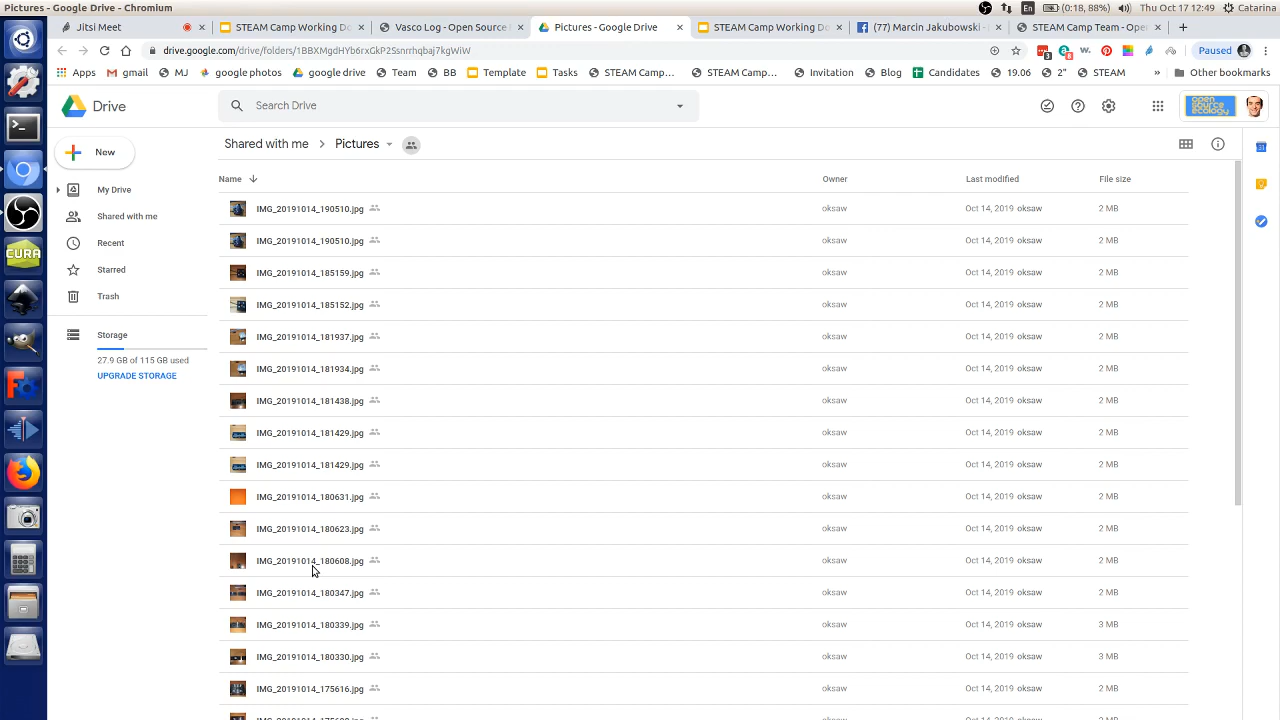 Pictures - Google Drive - Chromium
En (0:18, 88%) Thu Oct 17 12:49 Catarina
Jitsi Meet STEAM Camp Works Vasco Portugal Pictures - Google Drive Camp Working Do Jakubowski - STEAM Camp Team - Ope
drive.google.com/drive/folders/
Paused
Apps gmail MJ google photos google drive Team Template Tasks STEAM Camp... STEAM Camp... Invitation Candidates 19.06 2" STEAM » Other bookmarks
Drive
Search Drive
open source ecology
New
Shared with me Pictures
My Drive
Shared with me
Recent
Starred
Trash
Storage
27.9 GB of 115 GB used
UPGRADE STORAGE
Name Owner Last modified File size
IMG_20191014_190510.jpg oksaw Oct 14, 2019 oksaw 2 MB
IMG_20191014_190510.jpg oksaw Oct 14, 2019 oksaw 2 MB
IMG_20191014_185159.jpg oksaw Oct 14, 2019 oksaw 2 MB
IMG_20191014_185152.jpg oksaw Oct 14, 2019 oksaw 2 MB
IMG_20191014_181937.jpg oksaw Oct 14, 2019 oksaw 2 MB
IMG_20191014_181934.jpg oksaw Oct 14, 2019 oksaw 2 MB
IMG_20191014_181438.jpg oksaw Oct 14, 2019 oksaw 2 MB
IMG_20191014_181429.jpg oksaw Oct 14, 2019 oksaw 2 MB
IMG_20191014_181429.jpg oksaw Oct 14, 2019 oksaw 2 MB
IMG_20191014_180631.jpg oksaw Oct 14, 2019 oksaw 2 MB
IMG_20191014_180623.jpg oksaw Oct 14, 2019 oksaw 2 MB
IMG_20191014_180608.jpg oksaw Oct 14, 2019 oksaw 2 MB
IMG_20191014_180347.jpg oksaw Oct 14, 2019 oksaw 2 MB
IMG_20191014_180339.jpg oksaw Oct 14, 2019 oksaw 3 MB
IMG_20191014_180330.jpg oksaw Oct 14, 2019 oksaw 2 MB
IMG_20191014_175616.jpg oksaw Oct 14, 2019 oksaw 2 MB
CURA